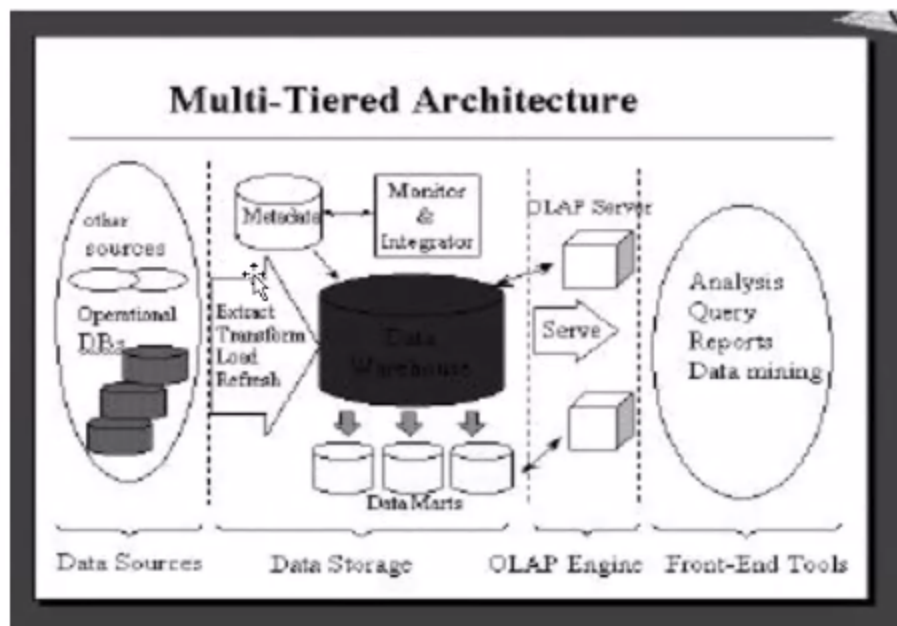 Multi-Tiered Architecture
other
sources
Operational
DBs
Metadata
Monitor
&
Integrator
Extract
Transform
Load
Refresh
Data
Warehouse
Data Marts
OLAP Server
Serve
Analysis
Query
Reports
Data mining
Data Sources
Data Storage
OLAP Engine
Front-End Tools